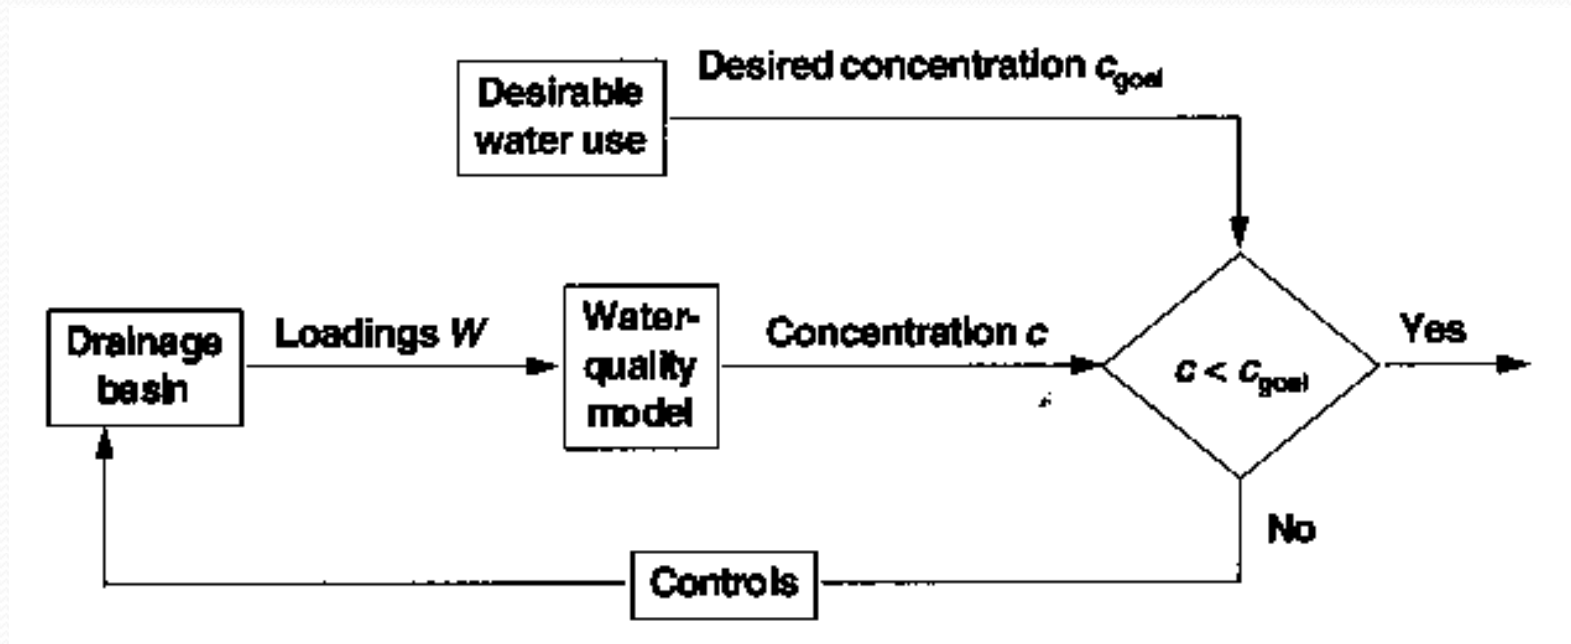 Desired concentration c_goal
Desirable
water use
Drainage
basin
Loadings W
Water-
quality
model
Concentration c
c < c_goal
Yes
No
Controls